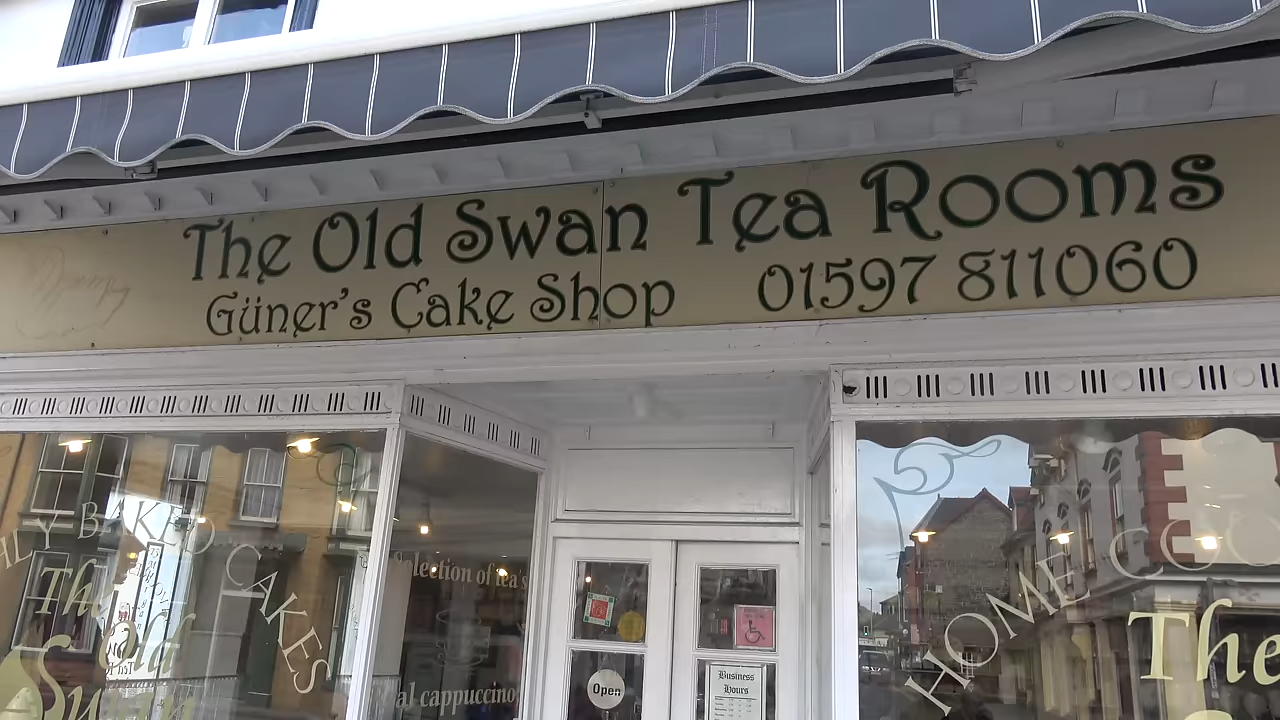 The Old Swan Tea Rooms
Güner's Cake Shop 01597 811060
BAKED CAKES
The
Old
Swan
selection of tea's
cappuccino
Open
Business
Hours
HOME
The